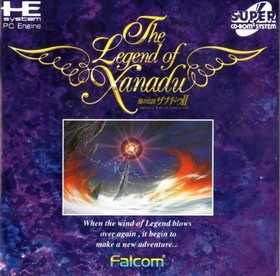 HE
SYSTEM
PC Engine
SUPER
CD-ROM² SYSTEM
The
Legend of
Xanadu
風の伝説 ザナドゥII
When the wind of Legend blows
over again , it begin to
make a new adventure...
Falcom